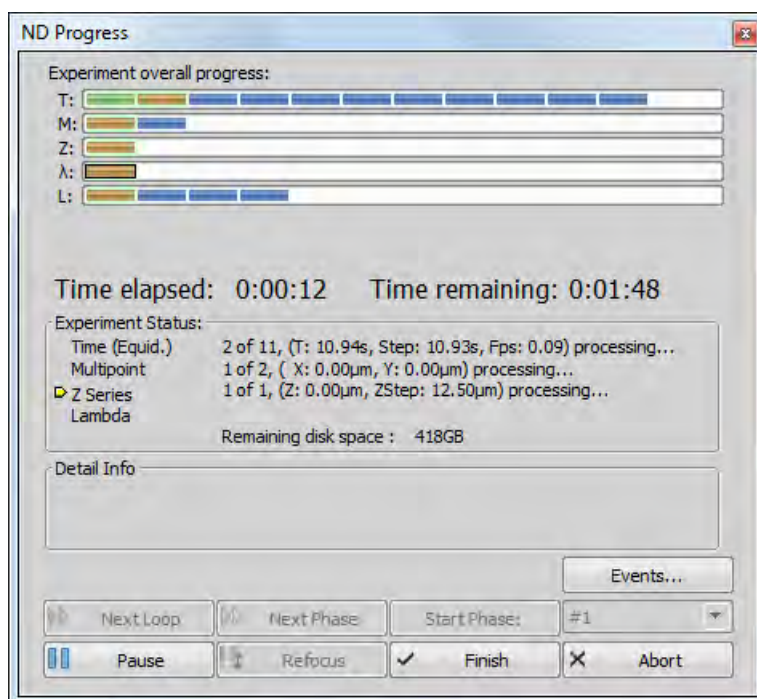 ND Progress
Experiment overall progress:
T:
M:
Z:
λ:
L:
Time elapsed: 0:00:12 Time remaining: 0:01:48
Experiment Status:
Time (Equid.) 2 of 11, (T: 10.94s, Step: 10.93s, Fps: 0.09) processing...
Multipoint 1 of 2, ( X: 0.00µm, Y: 0.00µm) processing...
Z Series 1 of 1, (Z: 0.00µm, ZStep: 12.50µm) processing...
Lambda
Remaining disk space : 418GB
Detail Info
Events...
Next Loop Next Phase Start Phase: #1
Pause Refocus Finish Abort